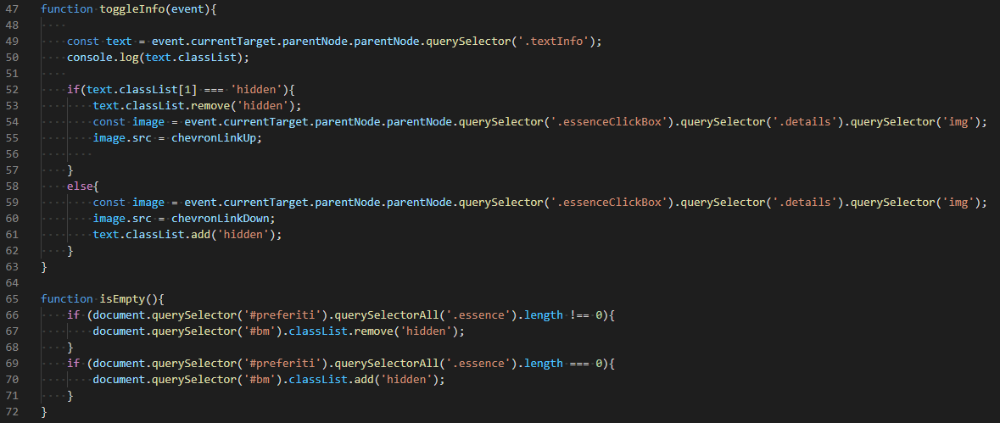 47 function toggleInfo(event){
48
49     const text = event.currentTarget.parentNode.parentNode.querySelector('.textInfo');
50     console.log(text.classList);
51
52     if(text.classList[1] === 'hidden'){
53         text.classList.remove('hidden');
54         const image = event.currentTarget.parentNode.parentNode.querySelector('.essenceClickBox').querySelector('.details').querySelector('img');
55         image.src = chevronLinkUp;
56
57     }
58     else{
59         const image = event.currentTarget.parentNode.parentNode.querySelector('.essenceClickBox').querySelector('.details').querySelector('img');
60         image.src = chevronLinkDown;
61         text.classList.add('hidden');
62     }
63 }
64
65 function isEmpty(){
66     if (document.querySelector('#preferiti').querySelectorAll('.essence').length !== 0){
67         document.querySelector('#bm').classList.remove('hidden');
68     }
69     if (document.querySelector('#preferiti').querySelectorAll('.essence').length === 0){
70         document.querySelector('#bm').classList.add('hidden');
71     }
72 }